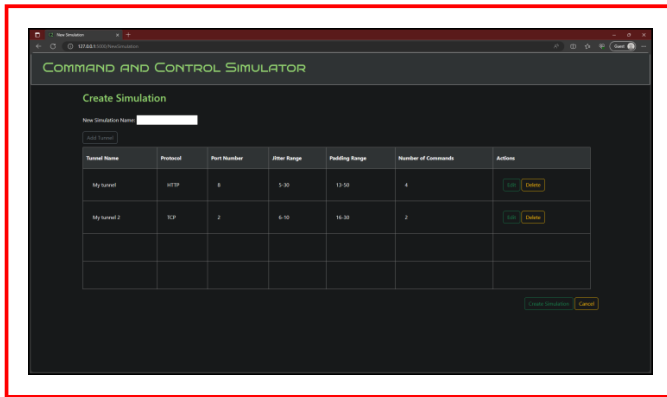 New Simulation
127.0.0.1:5000/NewSimulation
Guest
COMMAND AND CONTROL SIMULATOR
Create Simulation
New Simulation Name:
Add Tunnel
Tunnel Name Protocol Port Number Jitter Range Padding Range Number of Commands Actions
My tunnel HTTP 6 5-30 13-50 4 Edit Delete
My tunnel 2 TCP 2 6-10 16-30 2 Edit Delete
Create Simulation Cancel